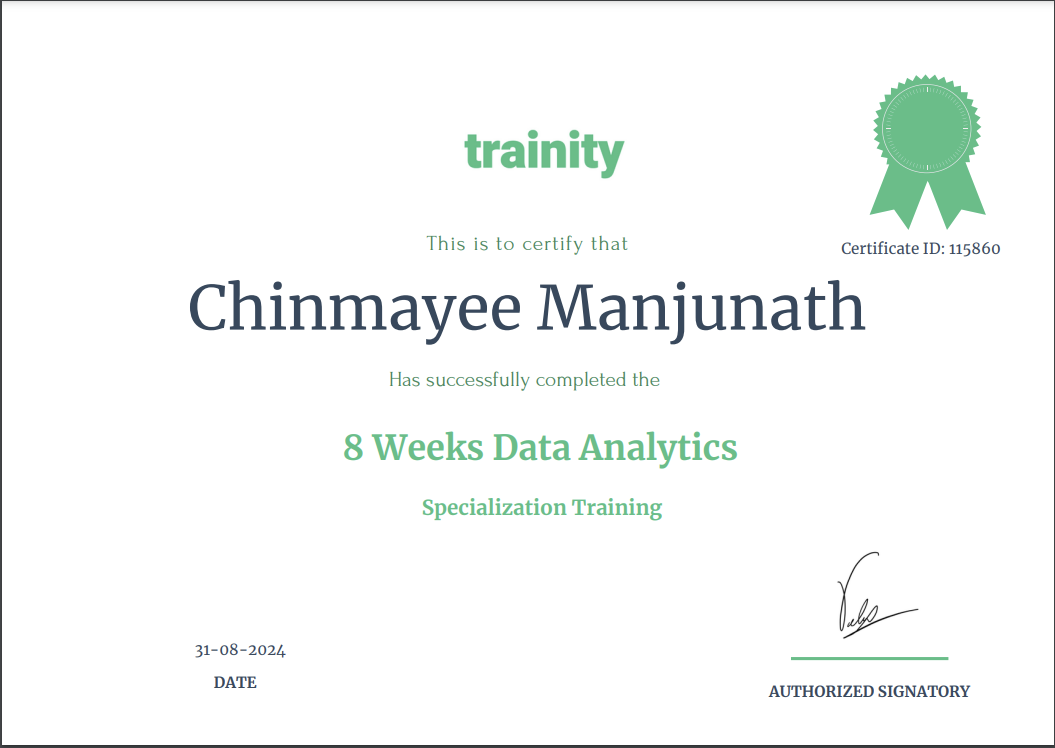 trainity
Certificate ID: 115860
This is to certify that
Chinmayee Manjunath
Has successfully completed the
8 Weeks Data Analytics
Specialization Training
31-08-2024
DATE
AUTHORIZED SIGNATORY